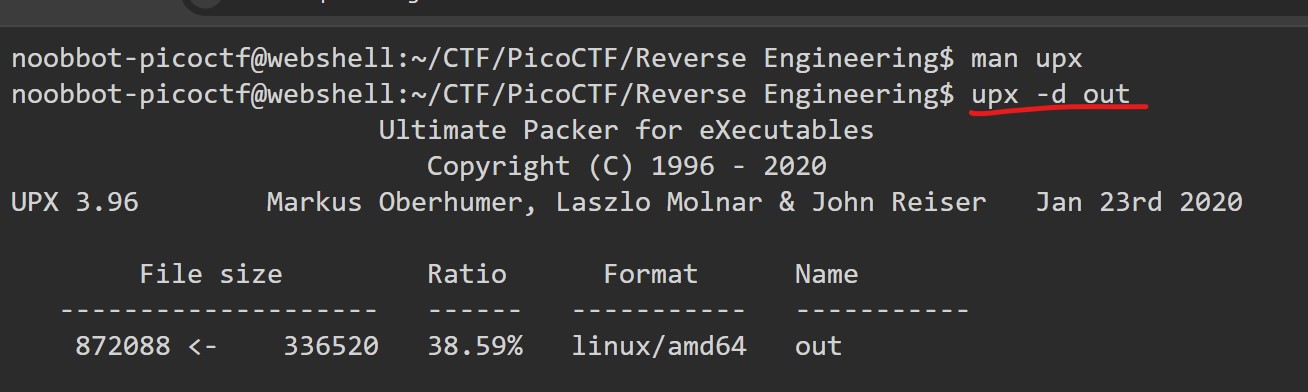 noobbot-picoctf@webshell:~/CTF/PicoCTF/Reverse Engineering$ man upx
noobbot-picoctf@webshell:~/CTF/PicoCTF/Reverse Engineering$ upx -d out
Ultimate Packer for eXecutables
Copyright (C) 1996 - 2020
UPX 3.96 Markus Oberhumer, Laszlo Molnar & John Reiser Jan 23rd 2020
File size Ratio Format Name
-------------------- ------ ----------- -----------
872088 <- 336520 38.59% linux/amd64 out